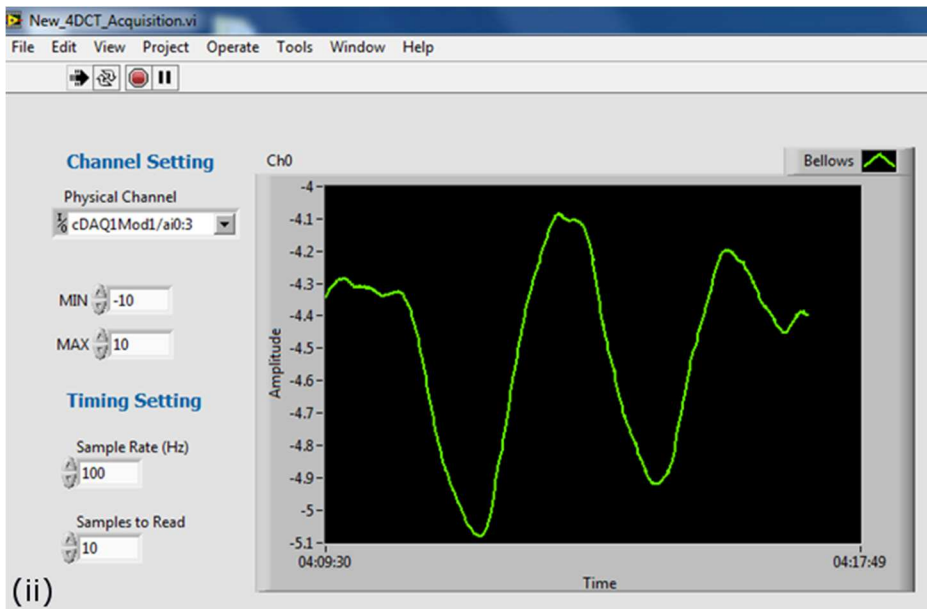 New_4DCT_Acquisition.vi
File Edit View Project Operate Tools Window Help
Channel Setting
Physical Channel
I/O cDAQ1Mod1/ai0:3
MIN -10
MAX 10
Timing Setting
Sample Rate (Hz)
100
Samples to Read
10
(ii)
Ch0
Bellows
Amplitude
-4
-4.1
-4.2
-4.3
-4.4
-4.5
-4.6
-4.7
-4.8
-4.9
-5
-5.1
04:09:30 04:17:49
Time